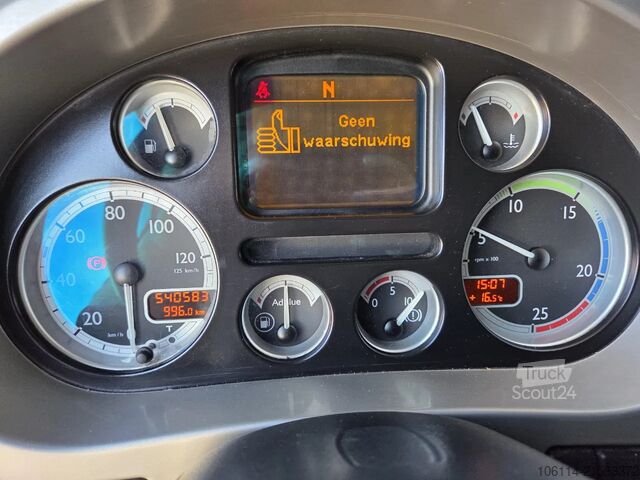 N
Geen
waarschuwing
20
40
60
80
100
120
125 km/h
km/h
540583
996.0 km
T
AdBlue
0
5
10
5
10
15
20
25
rpm x 100
15:07
+ 16.5°c
Truck
Scout24